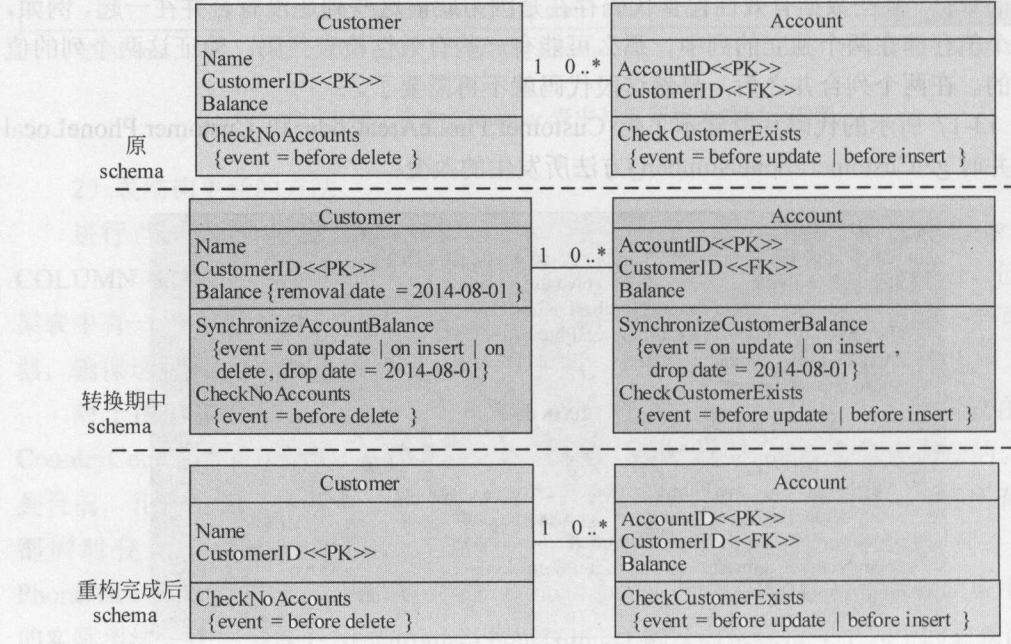 Customer
Name
CustomerID<<PK>>
Balance
CheckNoAccounts
{event = before delete }
1 0..*
Account
AccountID<<PK>>
CustomerID<<FK>>
CheckCustomerExists
{event = before update | before insert }
原
schema
Customer
Name
CustomerID<<PK>>
Balance {removal date = 2014-08-01 }
SynchronizeAccountBalance
{event = on update | on insert | on
delete, drop date = 2014-08-01}
CheckNoAccounts
{event = before delete }
1 0..*
Account
AccountID<<PK>>
CustomerID<<FK>>
Balance
SynchronizeCustomerBalance
{event = on update | on insert ,
drop date = 2014-08-01}
CheckCustomerExists
{event = before update | before insert }
转换期中
schema
Customer
Name
CustomerID<<PK>>
CheckNoAccounts
{event = before delete }
1 0..*
Account
AccountID<<PK>>
CustomerID<<FK>>
Balance
CheckCustomerExists
{event = before update | before insert }
重构完成后
schema